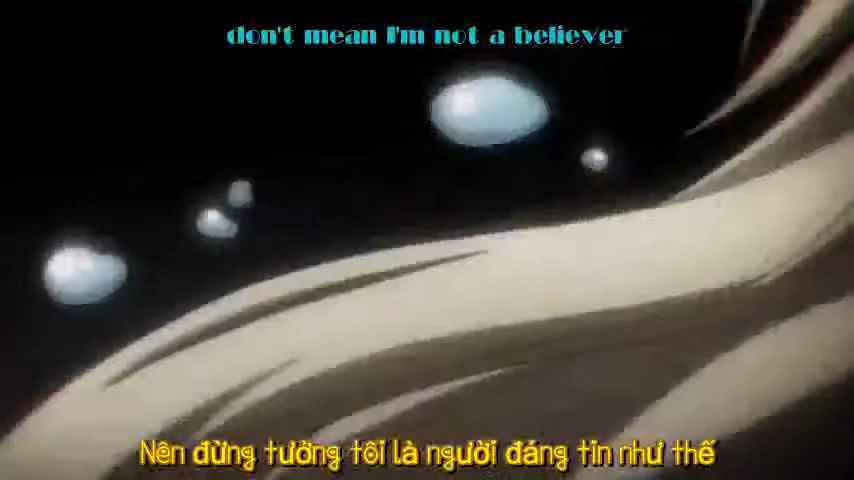 don't mean I'm not a believer
Nên đừng tưởng tôi là người đáng tin như thế